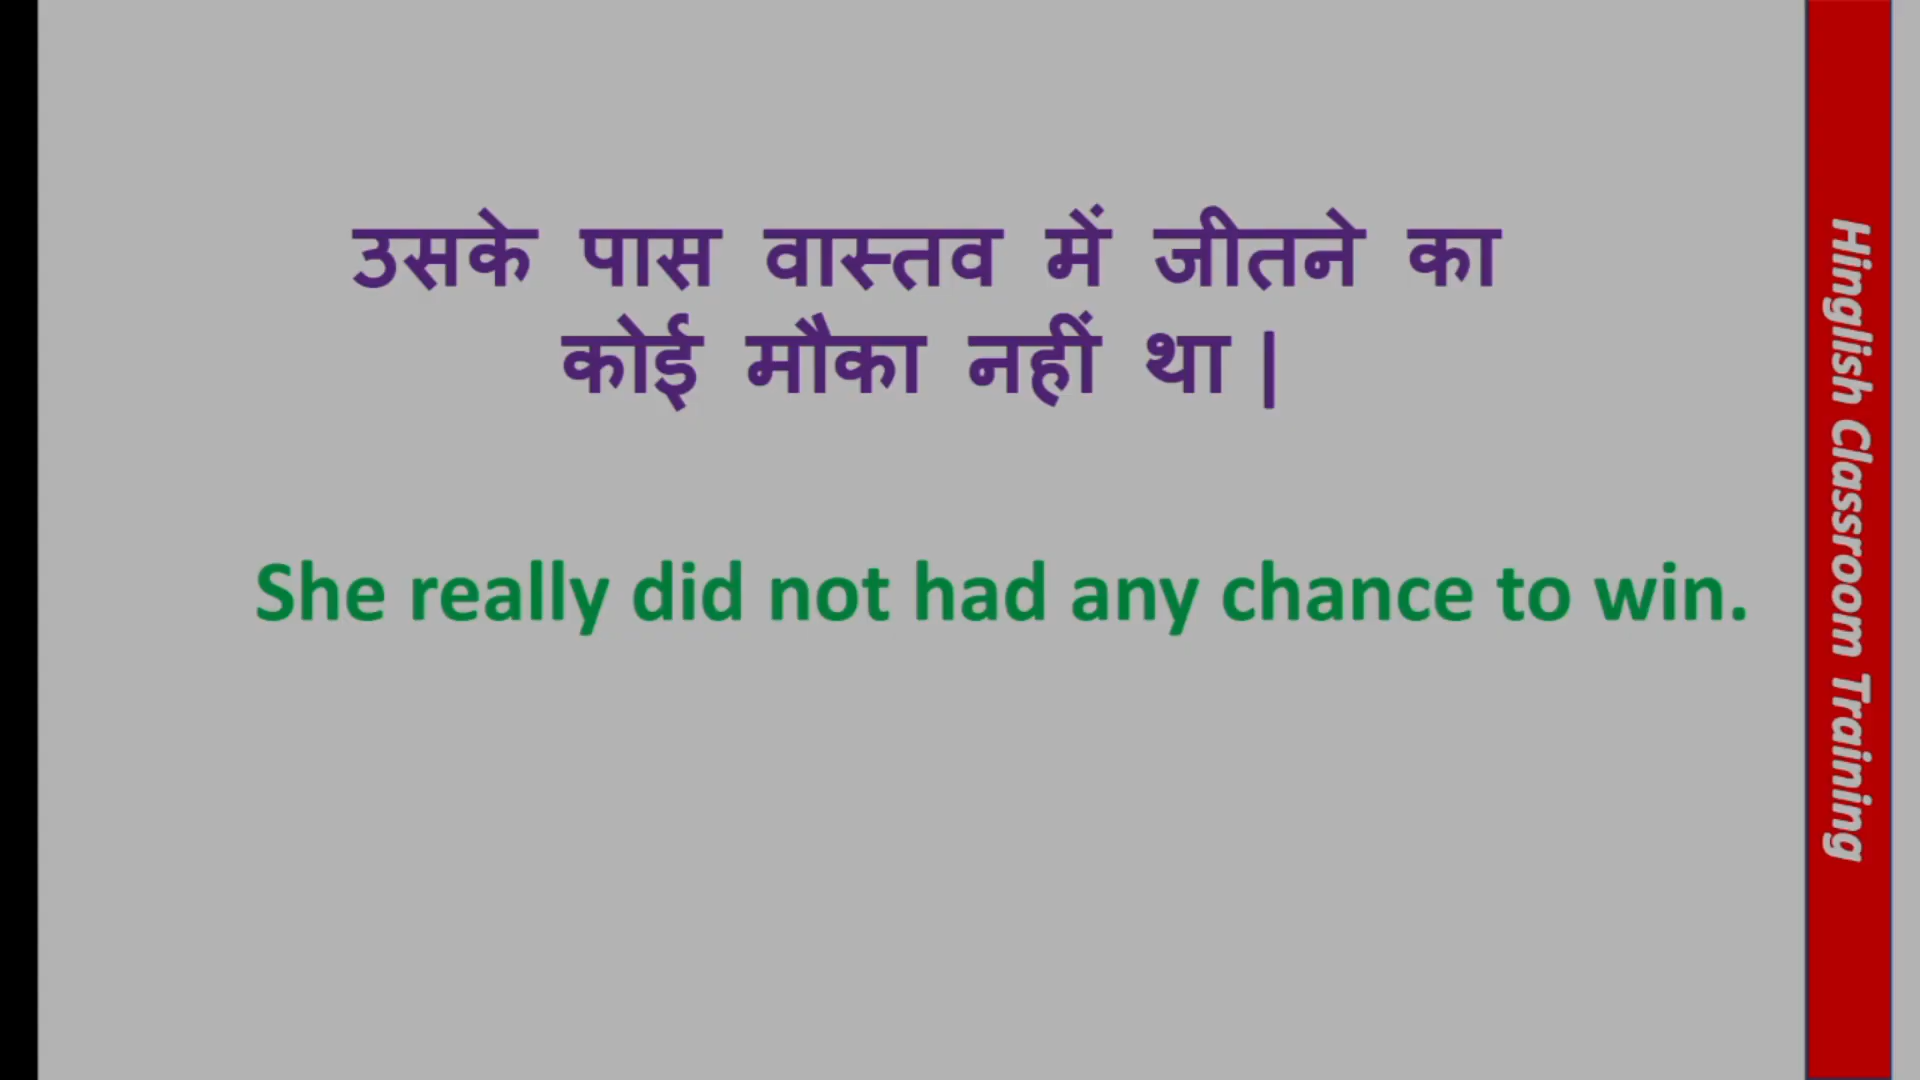 उसके पास वास्तव में जीतने का
कोई मौका नहीं था |
She really did not had any chance to win.
Hinglish Classroom Training